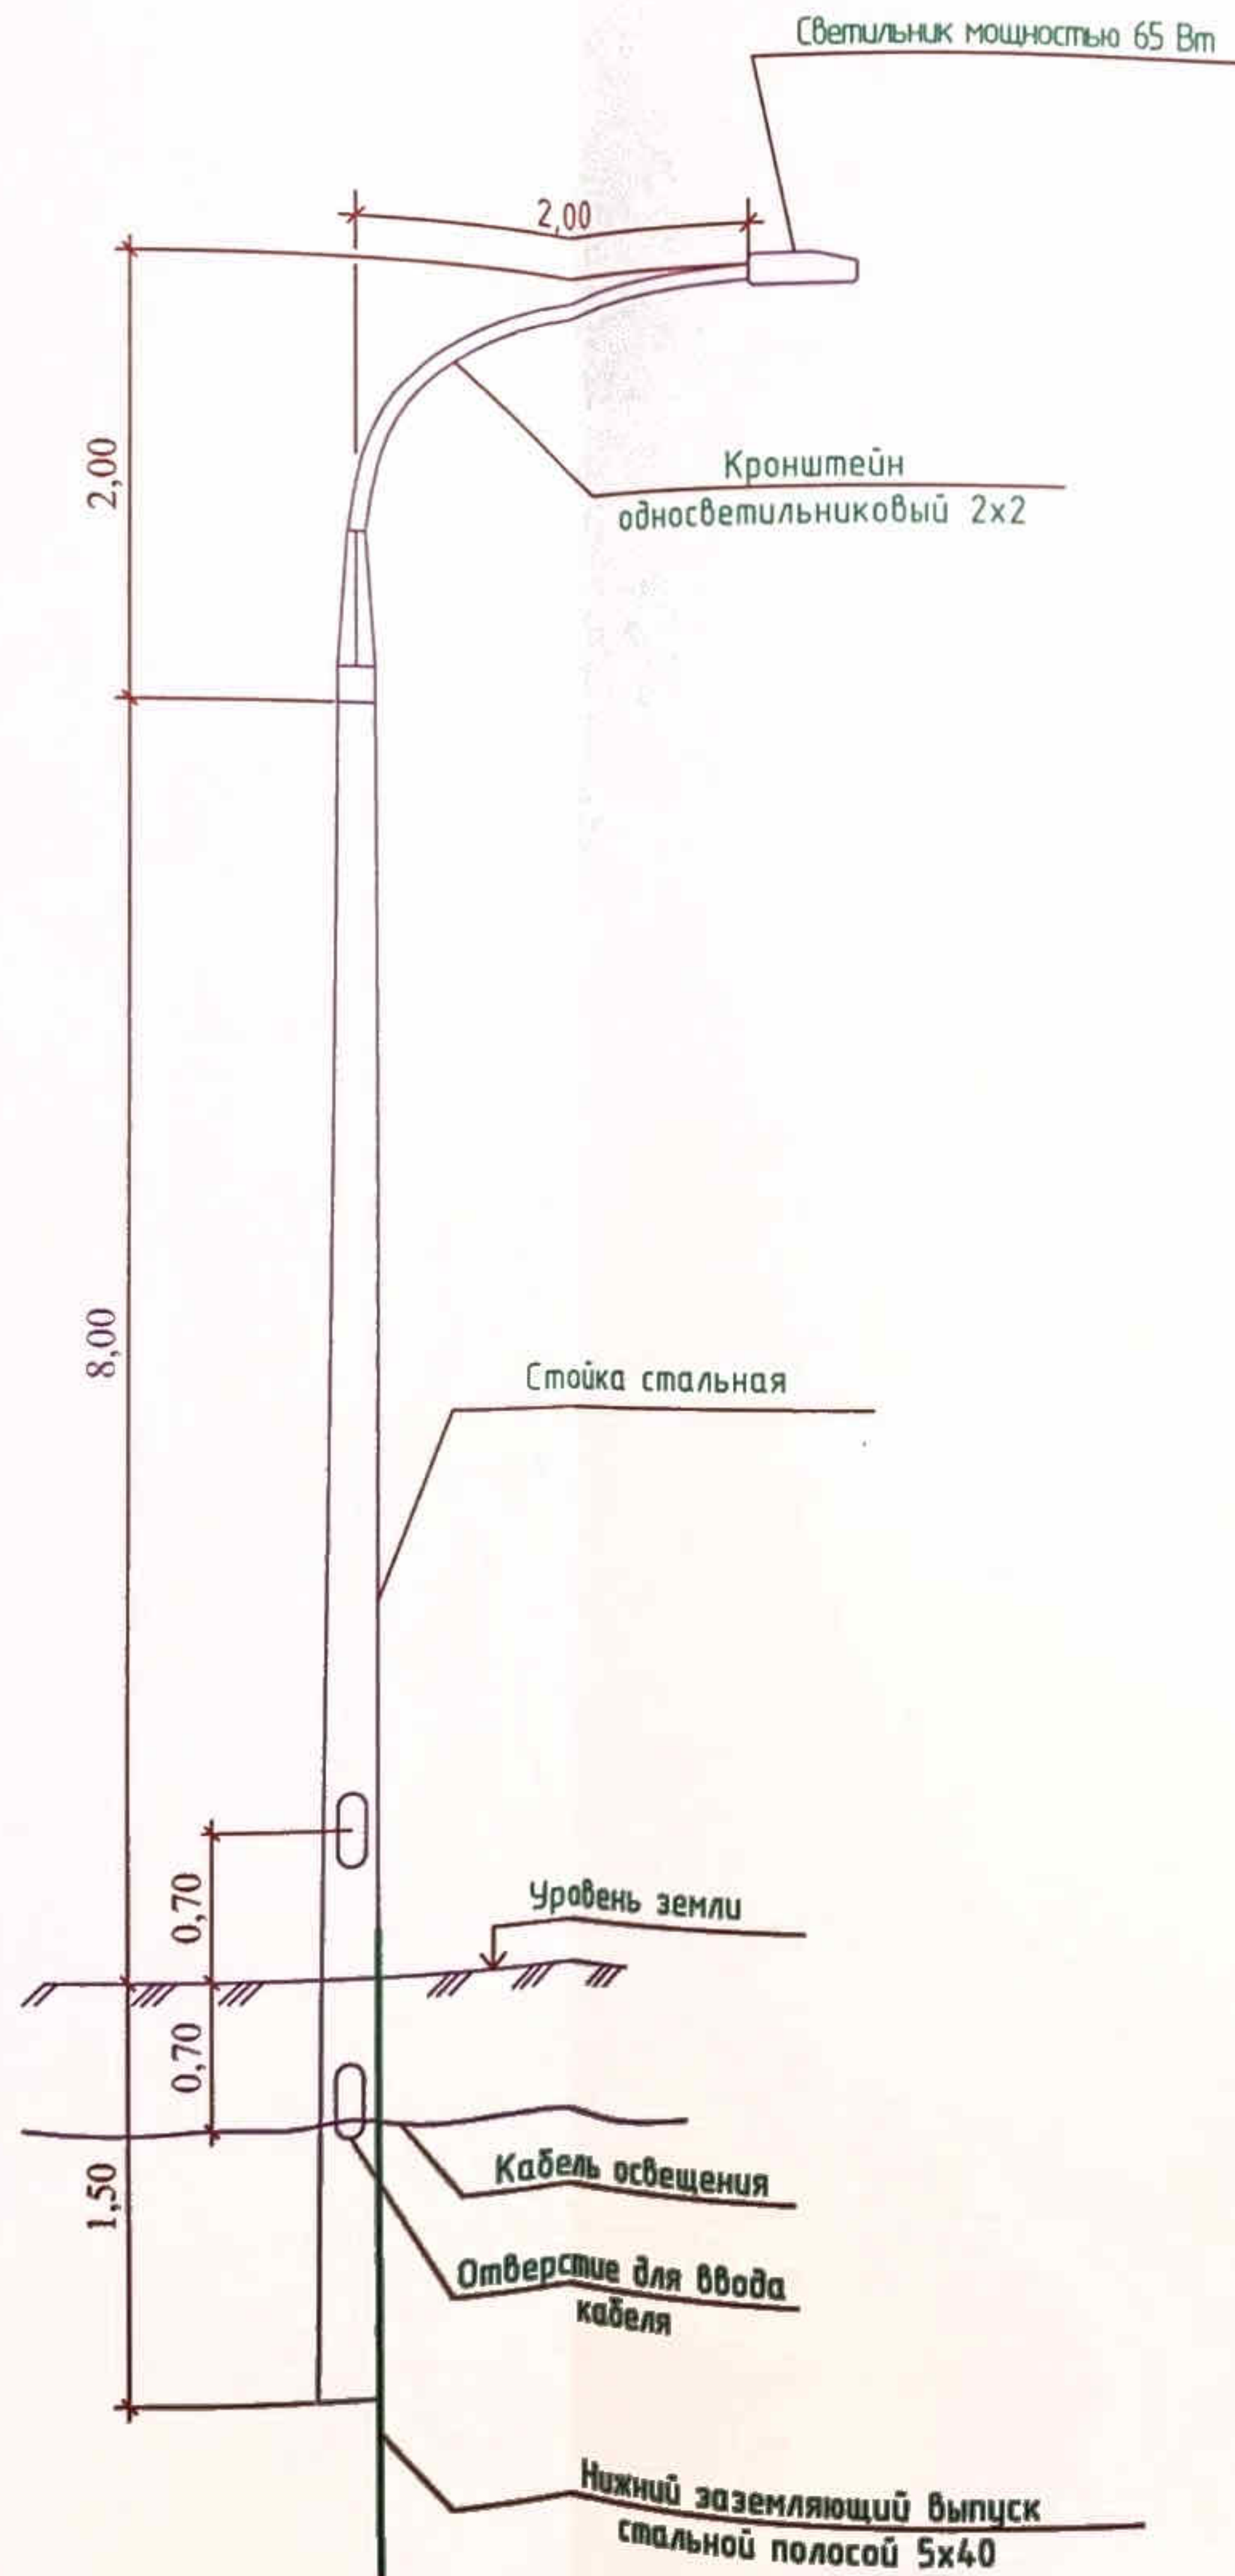 Светильник мощностью 65 Вт
2,00
2,00
Кронштейн
односветильниковый 2х2
8,00
Стойка стальная
0,70
Уровень земли
0,70
1,50
Кабель освещения
Отверстие для ввода
кабеля
Нижний заземляющий выпуск
стальной полосой 5х40